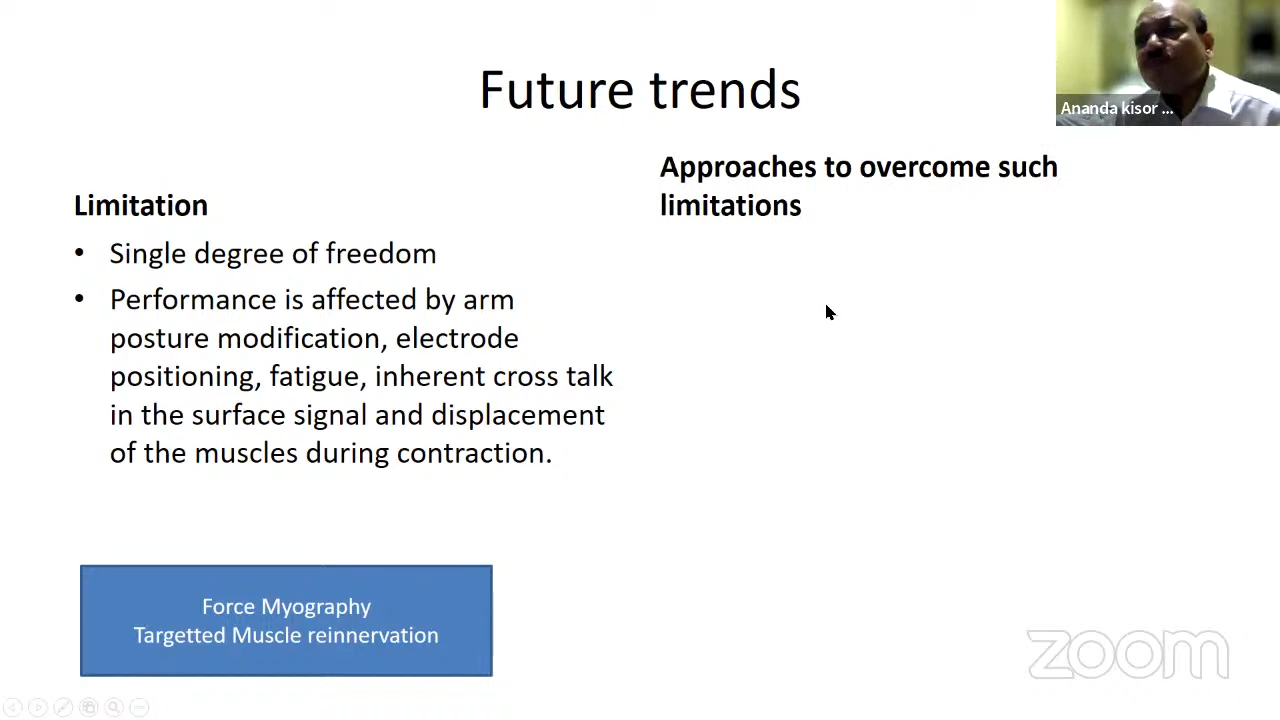 Future trends
Ananda kisor ...
Limitation
• Single degree of freedom
• Performance is affected by arm
posture modification, electrode
positioning, fatigue, inherent cross talk
in the surface signal and displacement
of the muscles during contraction.
Approaches to overcome such
limitations
Force Myography
Targetted Muscle reinnervation
zoom